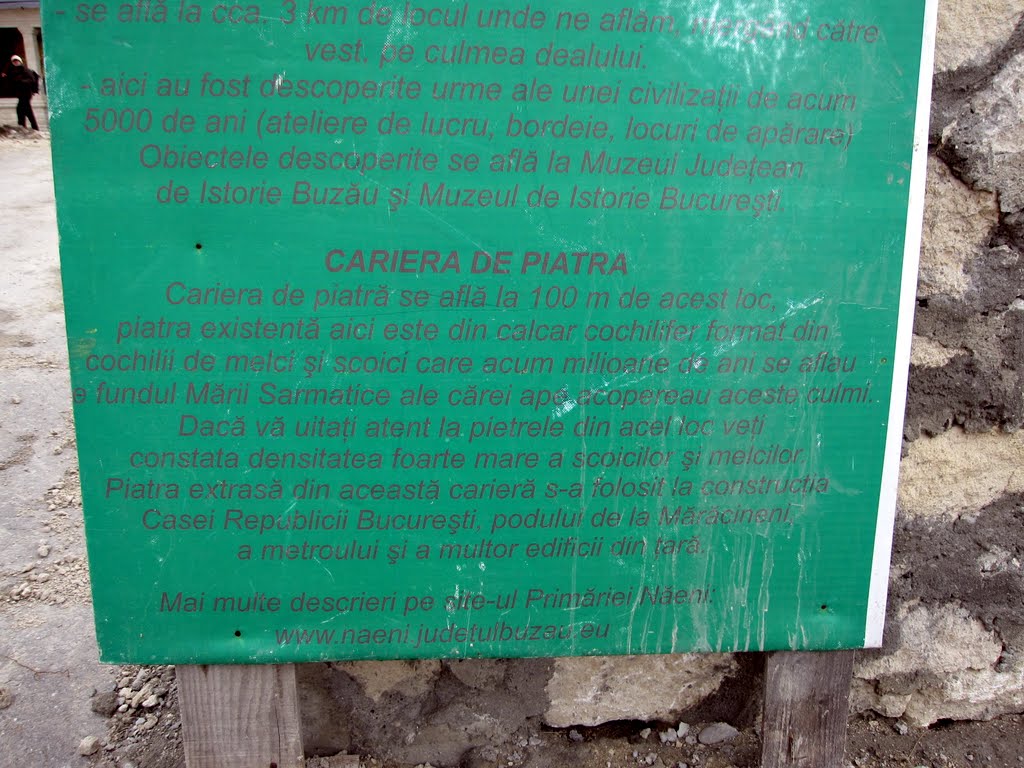 - se află la cca. 3 km de locul unde ne aflăm, mergând către
vest, pe culmea dealului.
- aici au fost descoperite urme ale unei civilizații de acum
5000 de ani (ateliere de lucru, bordeie, locuri de apărare)
Obiectele descoperite se află la Muzeul Județean
de Istorie Buzău şi Muzeul de Istorie Bucureşti.
CARIERA DE PIATRA
Cariera de piatră se află la 100 m de acest loc,
piatra existentă aici este din calcar cochilifer format din
cochilii de melci şi scoici care acum milioane de ani se aflau
e fundul Mării Sarmatice ale cărei ape acopereau aceste culmi.
Dacă vă uitați atent la pietrele din acel loc veți
constata densitatea foarte mare a scoicilor şi melcilor.
Piatra extrasă din această carieră s-a folosit la construcția
Casei Republicii Bucureşti, podului de la Mărăcineni,
a metroului şi a multor edificii din țară.
Mai multe descrieri pe site-ul Primăriei Năeni:
www.naeni.judetulbuzau.eu